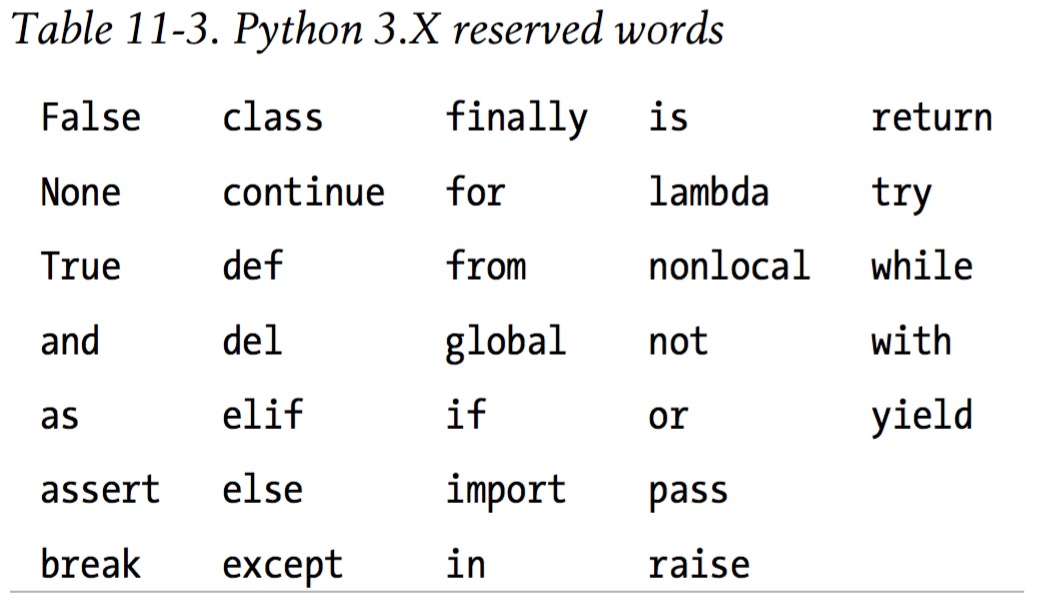 Table 11-3. Python 3.X reserved words
False class finally is return
None continue for lambda try
True def from nonlocal while
and del global not with
as elif if or yield
assert else import pass
break except in raise